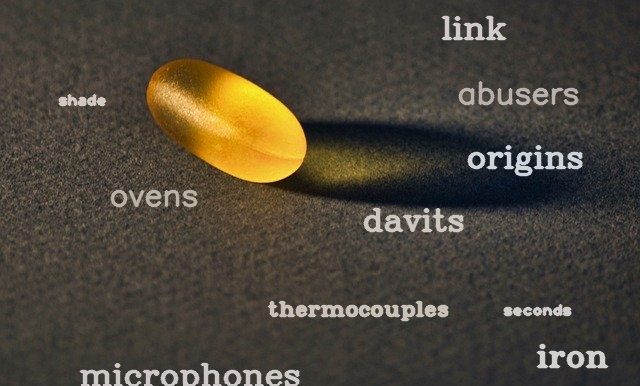 link
abusers
shade
origins
ovens
davits
thermocouples
seconds
iron
microphones